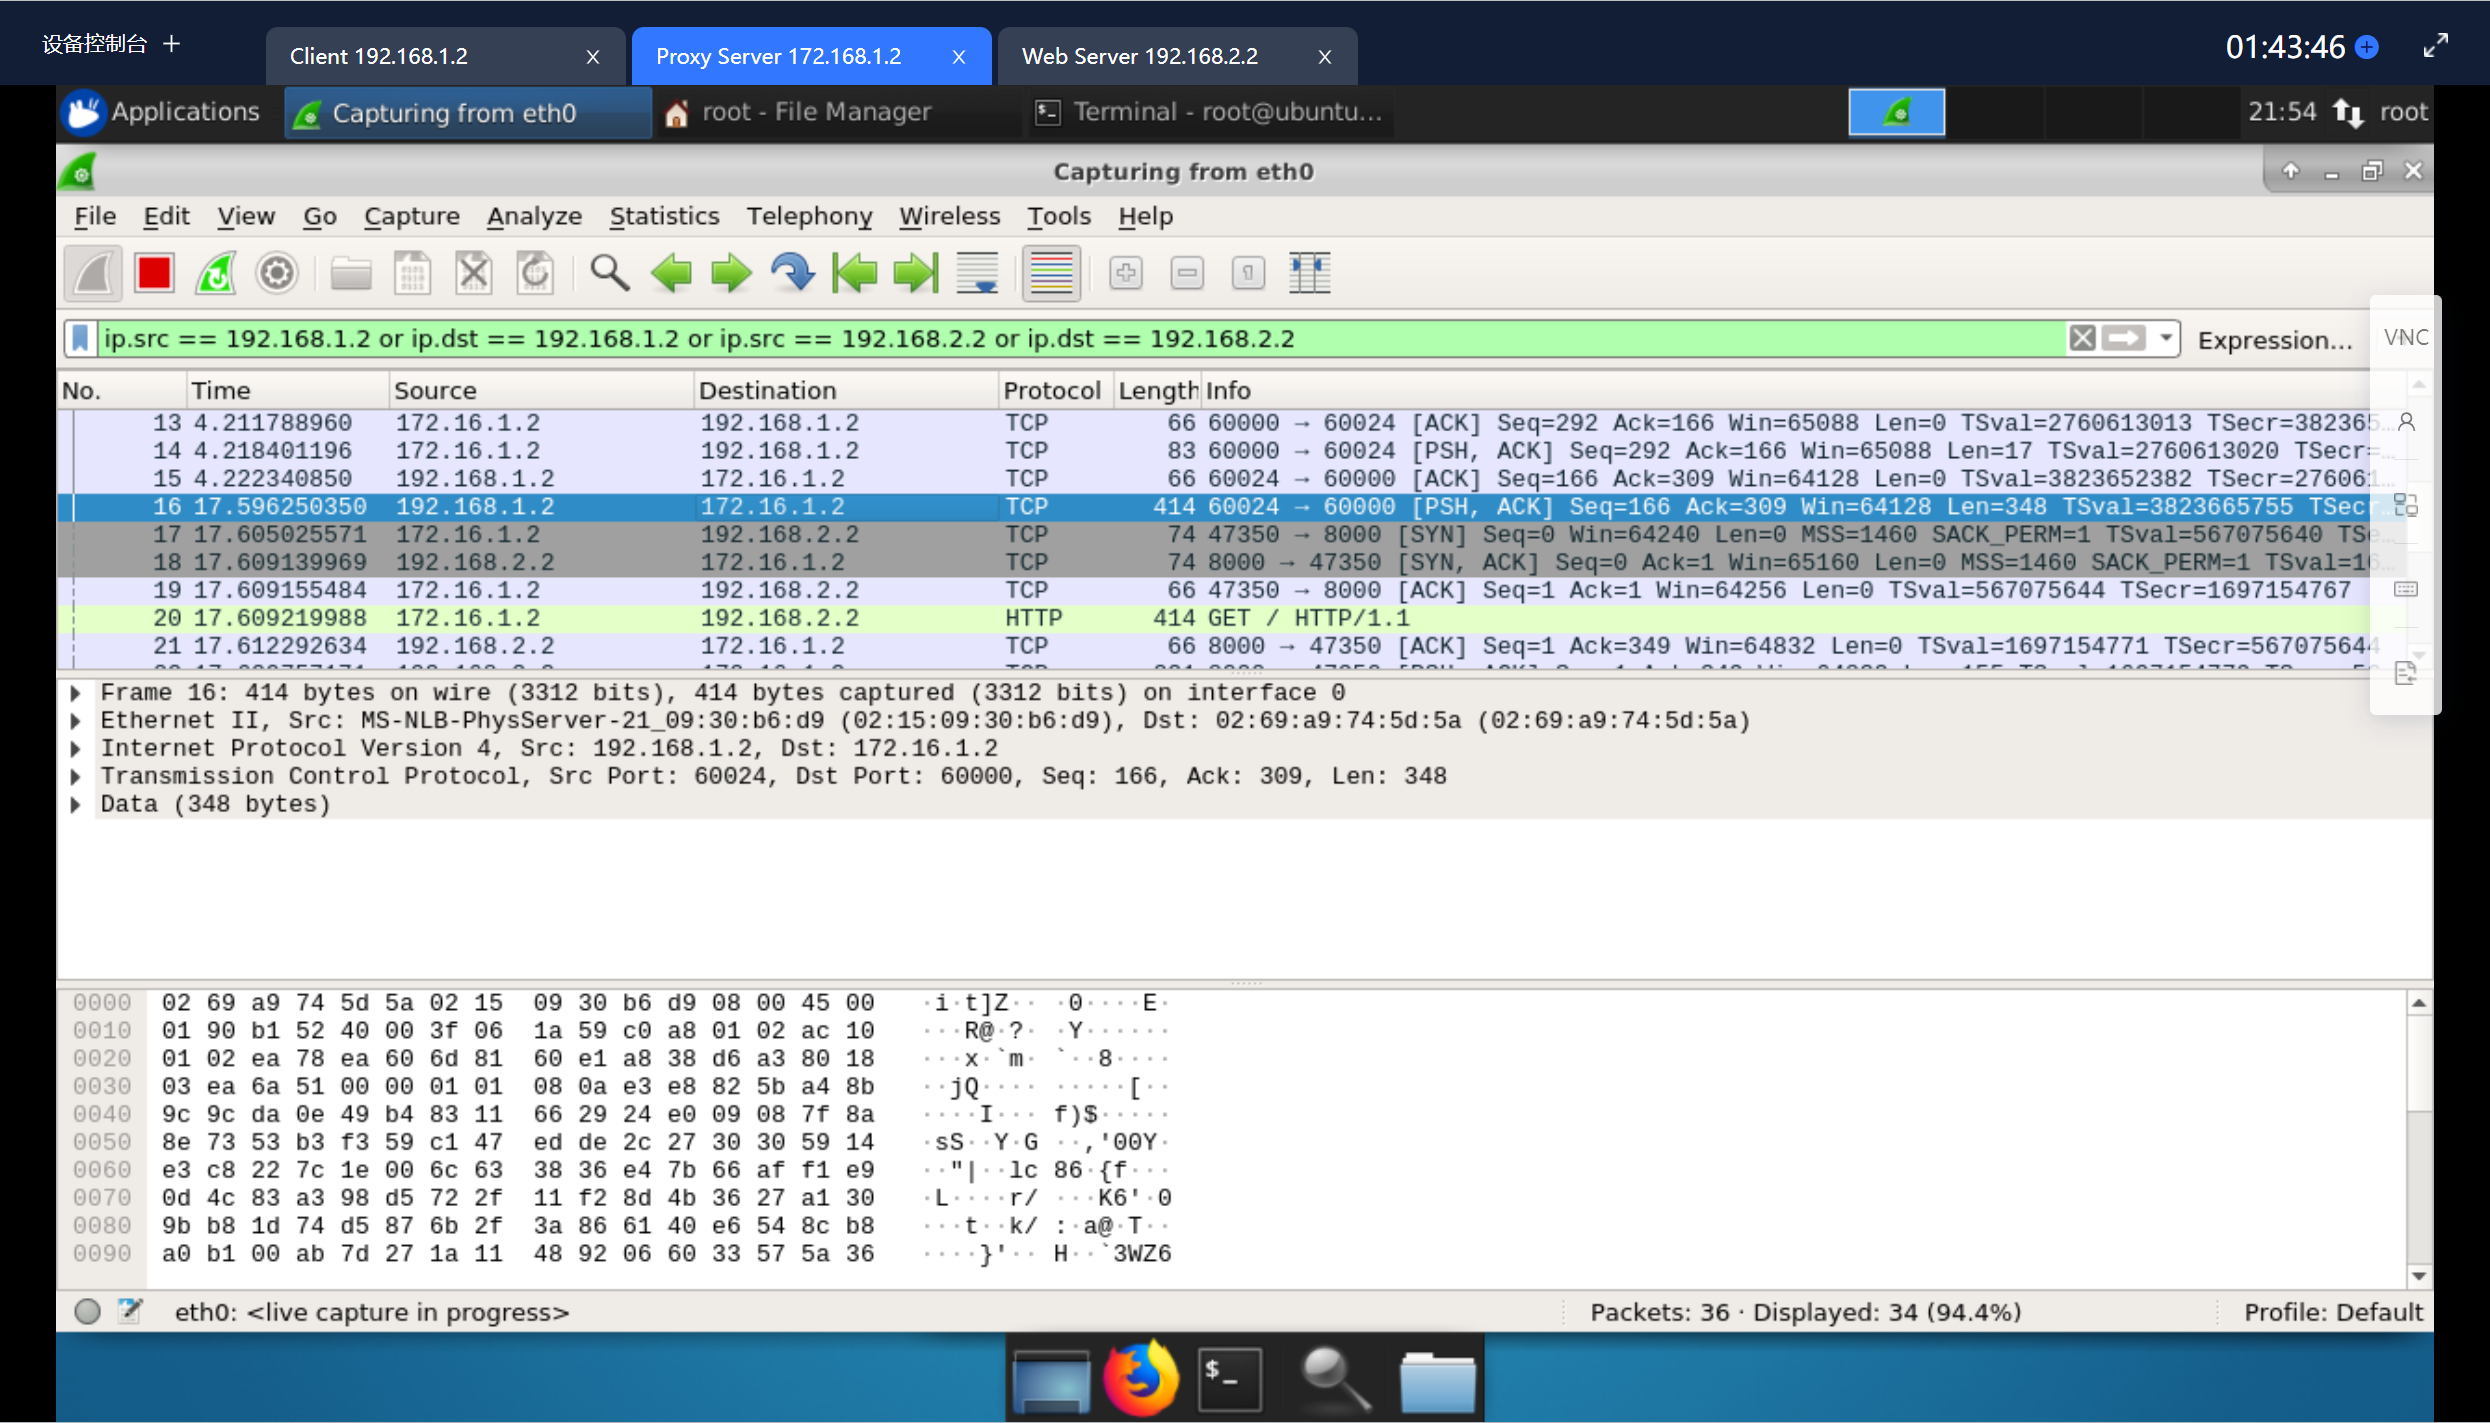 设备控制台 +
Client 192.168.1.2 x
Proxy Server 172.168.1.2 x
Web Server 192.168.2.2 x
01:43:46
Applications
Capturing from eth0
root - File Manager
Terminal - root@ubuntu...
21:54
root
Capturing from eth0
File Edit View Go Capture Analyze Statistics Telephony Wireless Tools Help
ip.src == 192.168.1.2 or ip.dst == 192.168.1.2 or ip.src == 192.168.2.2 or ip.dst == 192.168.2.2
Expression...
VNC
No. Time Source Destination Protocol Length Info
13 4.211788960 172.16.1.2 192.168.1.2 TCP 66 60000 → 60024 [ACK] Seq=292 Ack=166 Win=65088 Len=0 TSval=2760613013 TSecr=382365...
14 4.218401196 172.16.1.2 192.168.1.2 TCP 83 60000 → 60024 [PSH, ACK] Seq=292 Ack=166 Win=65088 Len=17 TSval=2760613020 TSecr=...
15 4.222340850 192.168.1.2 172.16.1.2 TCP 66 60024 → 60000 [ACK] Seq=166 Ack=309 Win=64128 Len=0 TSval=3823652382 TSecr=276061...
16 17.596250350 192.168.1.2 172.16.1.2 TCP 414 60024 → 60000 [PSH, ACK] Seq=166 Ack=309 Win=64128 Len=348 TSval=3823665755 TSecr...
17 17.605025571 172.16.1.2 192.168.2.2 TCP 74 47350 → 8000 [SYN] Seq=0 Win=64240 Len=0 MSS=1460 SACK_PERM=1 TSval=567075640 TSe...
18 17.609139969 192.168.2.2 172.16.1.2 TCP 74 8000 → 47350 [SYN, ACK] Seq=0 Ack=1 Win=65160 Len=0 MSS=1460 SACK_PERM=1 TSval=16...
19 17.609155484 172.16.1.2 192.168.2.2 TCP 66 47350 → 8000 [ACK] Seq=1 Ack=1 Win=64256 Len=0 TSval=567075644 TSecr=1697154767
20 17.609219988 172.16.1.2 192.168.2.2 HTTP 414 GET / HTTP/1.1
21 17.612292634 192.168.2.2 172.16.1.2 TCP 66 8000 → 47350 [ACK] Seq=1 Ack=349 Win=64832 Len=0 TSval=1697154771 TSecr=567075644
Frame 16: 414 bytes on wire (3312 bits), 414 bytes captured (3312 bits) on interface 0
Ethernet II, Src: MS-NLB-PhysServer-21_09:30:b6:d9 (02:15:09:30:b6:d9), Dst: 02:69:a9:74:5d:5a (02:69:a9:74:5d:5a)
Internet Protocol Version 4, Src: 192.168.1.2, Dst: 172.16.1.2
Transmission Control Protocol, Src Port: 60024, Dst Port: 60000, Seq: 166, Ack: 309, Len: 348
Data (348 bytes)
0000 02 69 a9 74 5d 5a 02 15 09 30 b6 d9 08 00 45 00 ·i·t]Z·· ·0····E·
0010 01 90 b1 52 40 00 3f 06 1a 59 c0 a8 01 02 ac 10 ···R@·?· ·Y······
0020 01 02 ea 78 ea 60 6d 81 60 e1 a8 38 d6 a3 80 18 ···x·`m· `··8····
0030 03 ea 6a 51 00 00 01 01 08 0a e3 e8 82 5b a4 8b ··jQ···· ·····[··
0040 9c 9c da 0e 49 b4 83 11 66 29 24 e0 09 08 7f 8a ····I··· f)$·····
0050 8e 73 53 b3 f3 59 c1 47 ed de 2c 27 30 30 59 14 ·sS··Y·G ··,'00Y·
0060 e3 c8 22 7c 1e 00 6c 63 38 36 e4 7b 66 af f1 e9 ··"|··lc 86·{f···
0070 0d 4c 83 a3 98 d5 72 2f 11 f2 8d 4b 36 27 a1 30 ·L····r/ ···K6'·0
0080 9b b8 1d 74 d5 87 6b 2f 3a 86 61 40 e6 54 8c b8 ···t··k/ :·a@·T··
0090 a0 b1 00 ab 7d 27 1a 11 48 92 06 60 33 57 5a 36 ····}'·· H··`3WZ6
eth0: <live capture in progress>
Packets: 36 · Displayed: 34 (94.4%)
Profile: Default